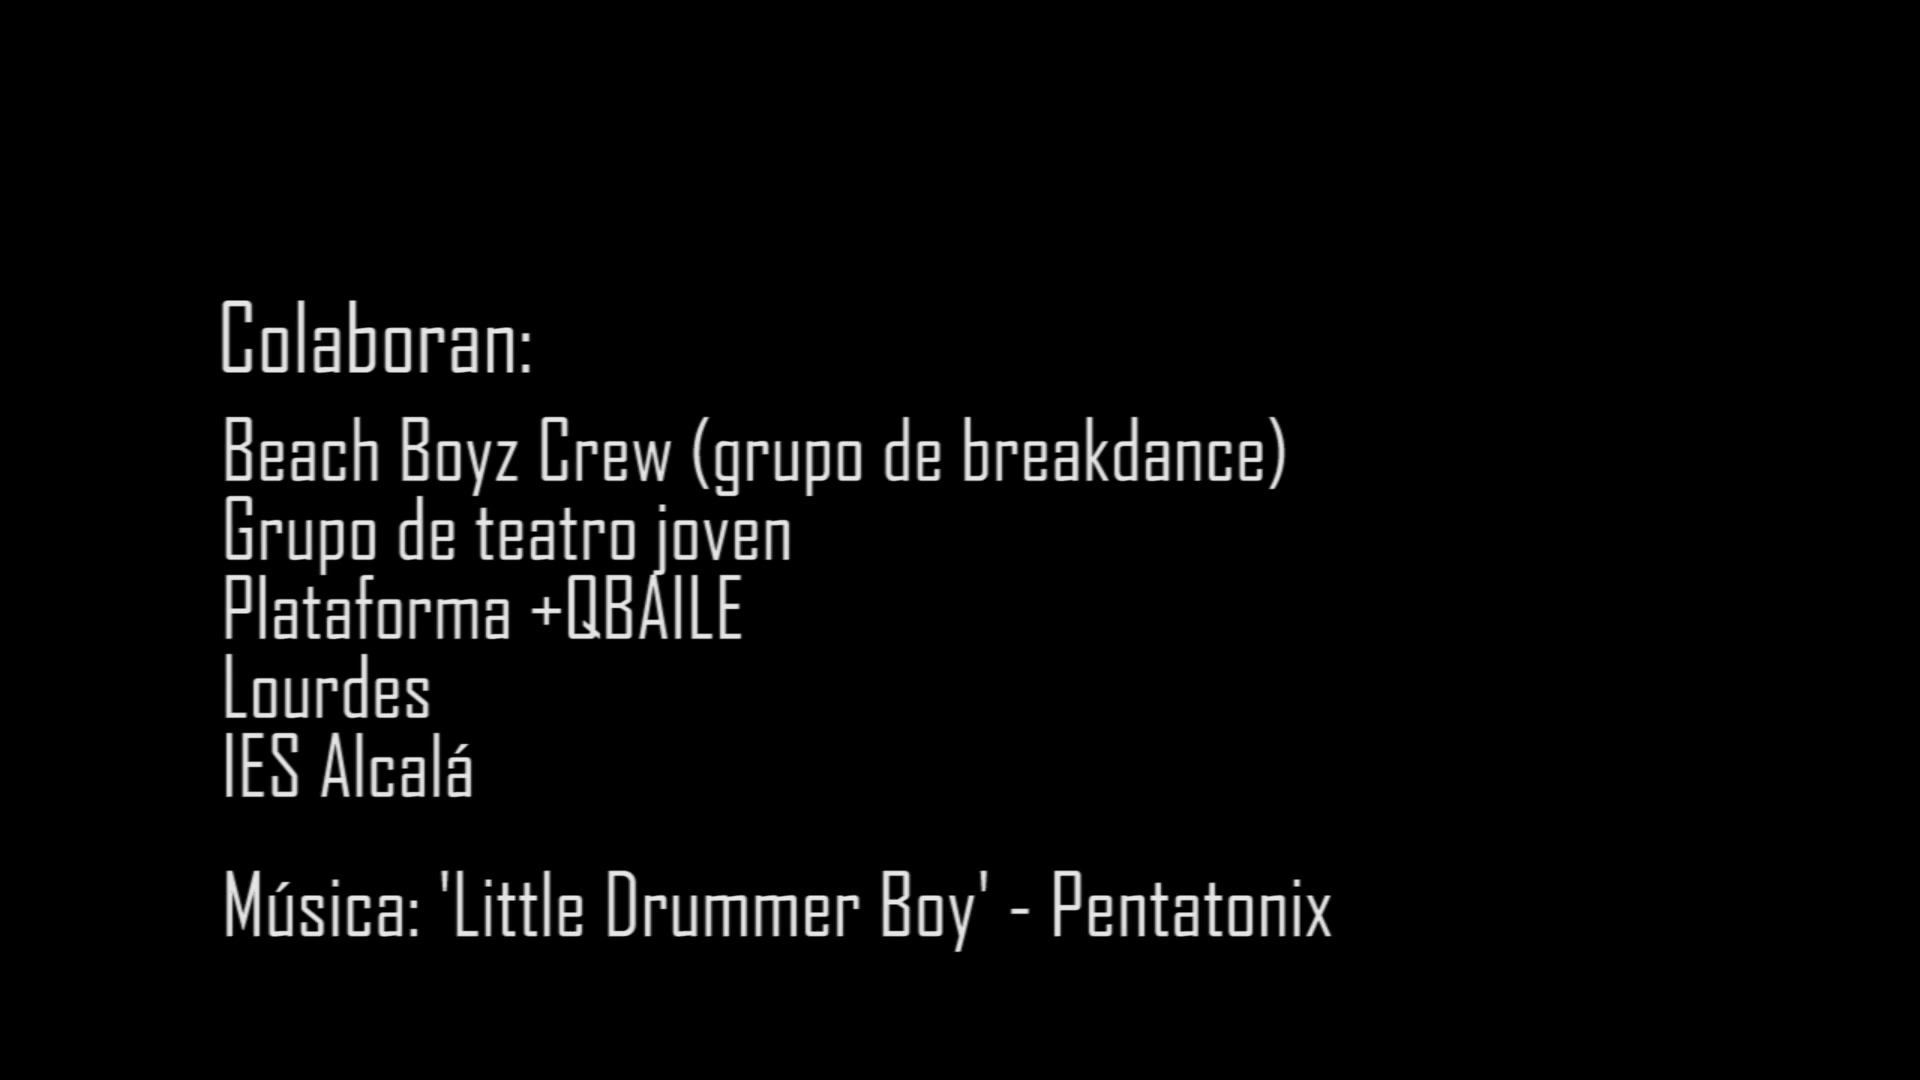 Colaboran:
Beach Boyz Crew (grupo de breakdance)
Grupo de teatro joven
Plataforma +QBAILE
Lourdes
IES Alcalá
Música: 'Little Drummer Boy' - Pentatonix